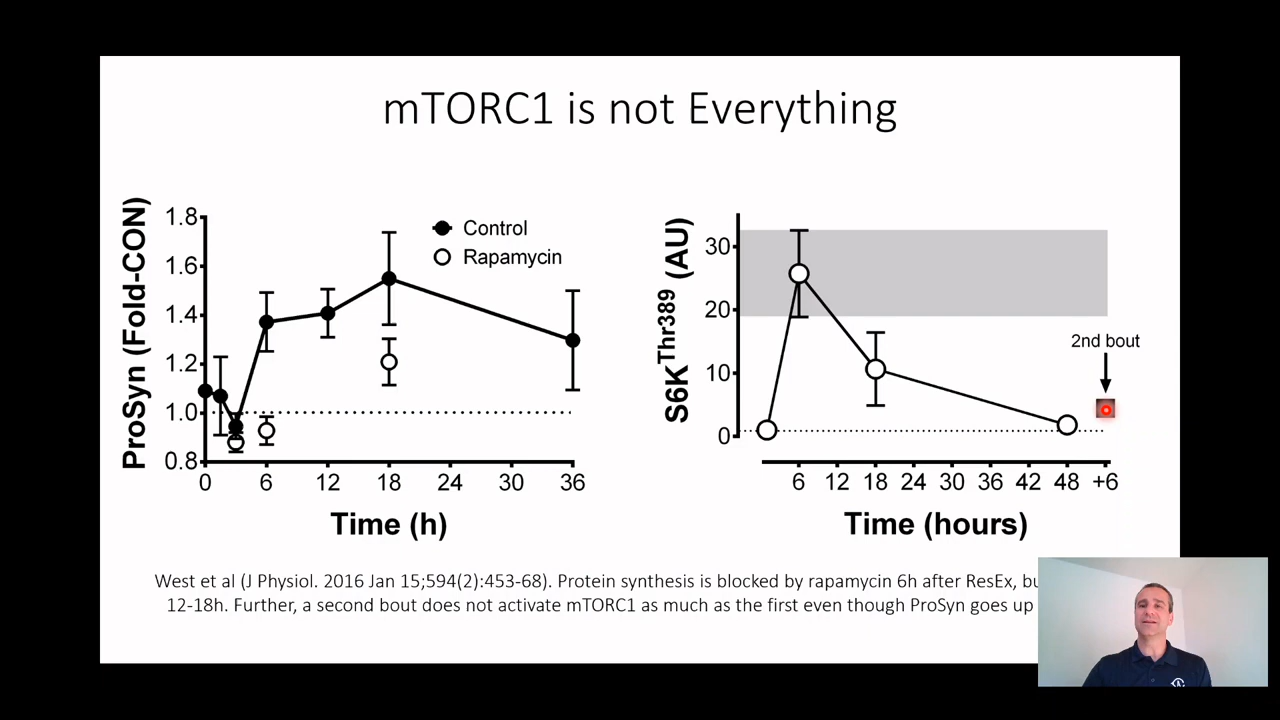 mTORC1 is not Everything
ProSyn (Fold-CON)
1.8
1.6
1.4
1.2
1.0
0.8
Control
Rapamycin
0 6 12 18 24 30 36
Time (h)
S6KThr389 (AU)
30
20
10
0
2nd bout
6 12 18 24 30 36 42 48 +6
Time (hours)
West et al (J Physiol. 2016 Jan 15;594(2):453-68). Protein synthesis is blocked by rapamycin 6h after ResEx,
12-18h. Further, a second bout does not activate mTORC1 as much as the first even though ProSyn goes up